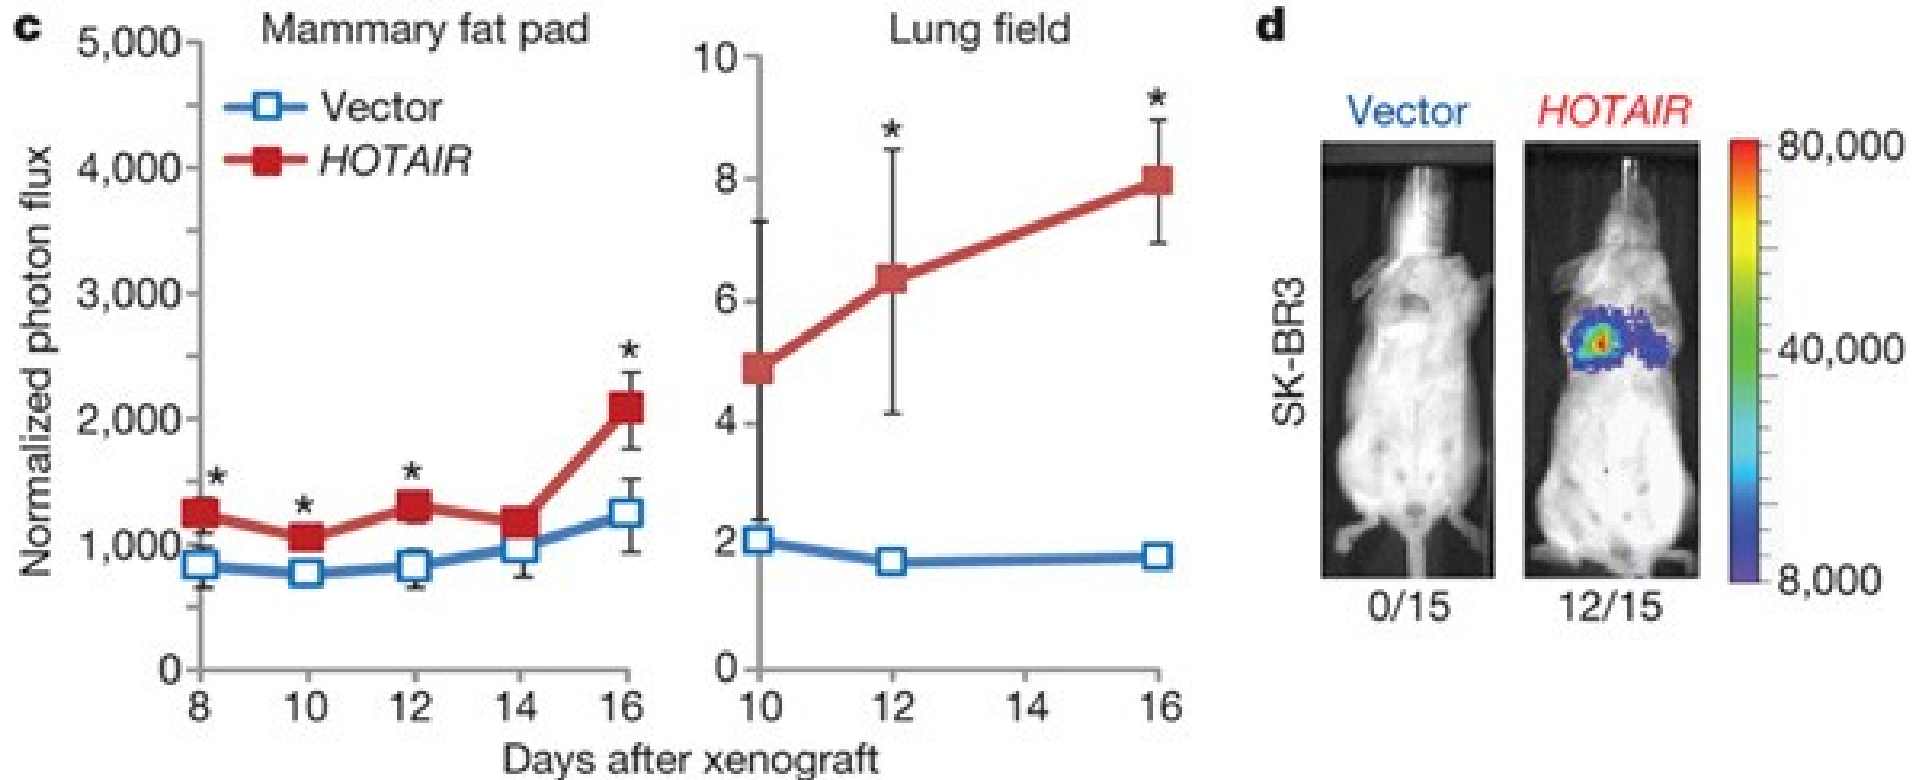 c
Mammary fat pad
Lung field
Normalized photon flux
5,000
4,000
3,000
2,000
1,000
0
Vector
HOTAIR
*
*
*
*
8
10
12
14
16
10
8
6
4
2
0
*
*
10
12
14
16
Days after xenograft
d
Vector
HOTAIR
SK-BR3
80,000
40,000
8,000
0/15
12/15